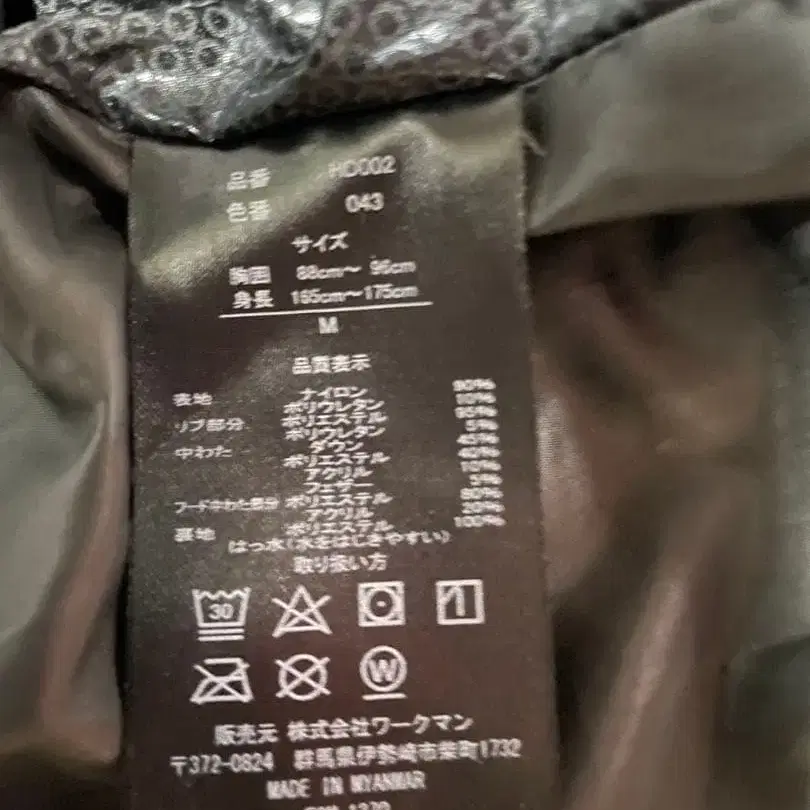 品番 HD002
色番 043
サイズ
胸囲 88cm～ 96cm
身長 165cm～175cm
M
品質表示
表地 ナイロン 90%
ポリウレタン 10%
リブ部分 ポリエステル 95%
ポリウレタン 5%
中わた ダウン 45%
ポリエステル 40%
アクリル 10%
フェザー 5%
フード中わた部分 ポリエステル 80%
アクリル 20%
裏地 ポリエステル 100%
はっ水(水をはじきやすい)
取り扱い方
30
W
販売元 株式会社ワークマン
〒372-0824 群馬県伊勢崎市柴町1732
MADE IN MYANMAR